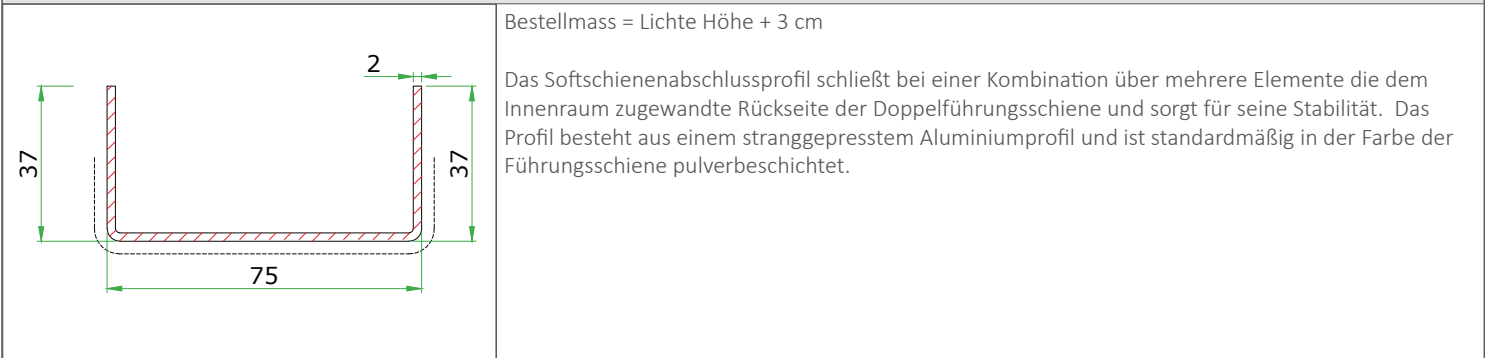 Bestellmass = Lichte Höhe + 3 cm
Das Softschienenabschlussprofil schließt bei einer Kombination über mehrere Elemente die dem
Innenraum zugewandte Rückseite der Doppelführungsschiene und sorgt für seine Stabilität.  Das
Profil besteht aus einem stranggepresstem Aluminiumprofil und ist standardmäßig in der Farbe der
Führungsschiene pulverbeschichtet.
2
37
37
75